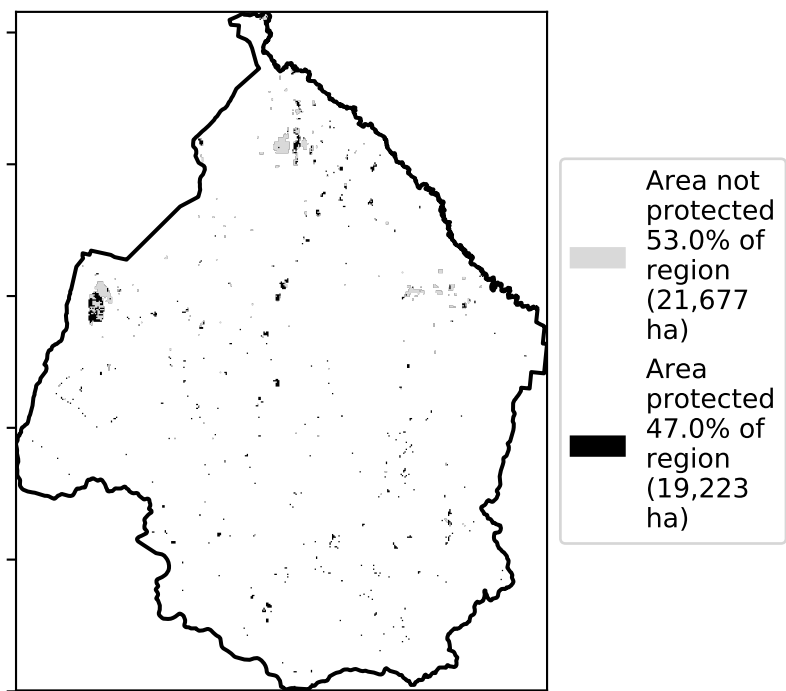 Area not
protected
53.0% of
region
(21,677
ha)
Area
protected
47.0% of
region
(19,223
ha)